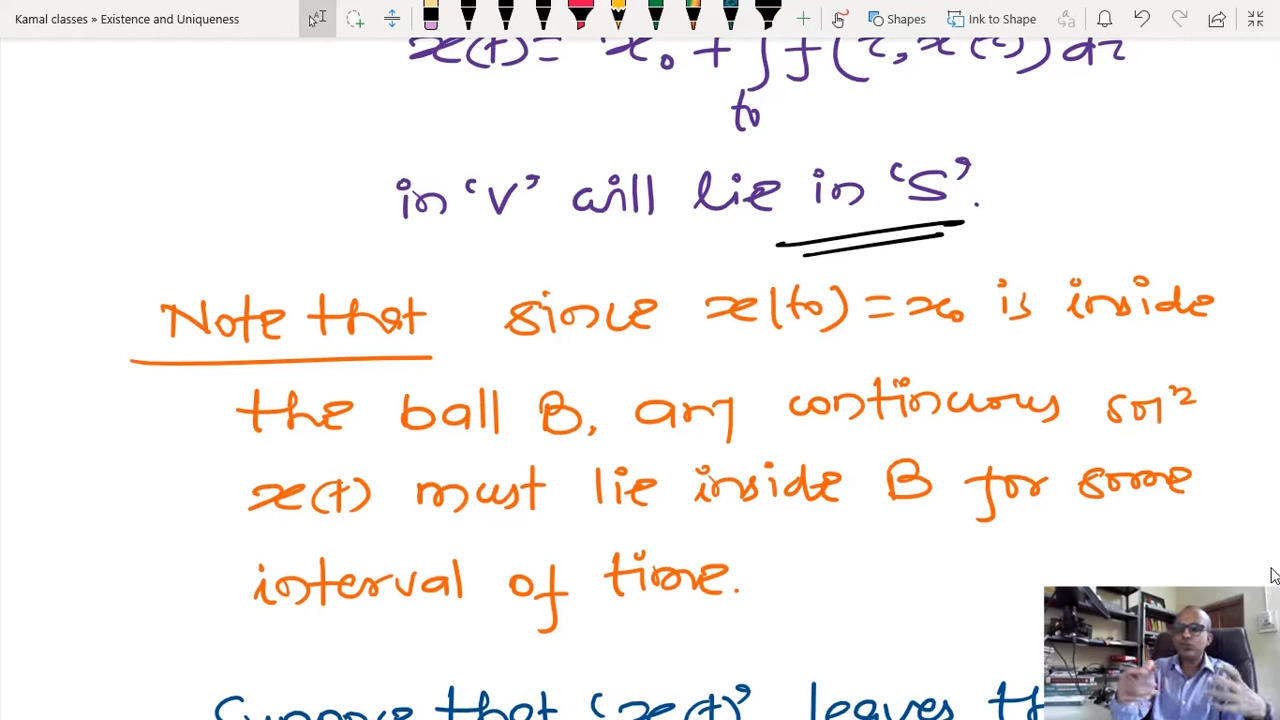 Kamal classes » Existence and Uniqueness
Shapes
Ink to Shape
x(t) = x₀ + ∫ f(τ, x(τ)) dτ
t₀
in 'V' will lie in 'S'.
Note that since x(t₀) = x₀ is inside
the ball B, any continuous solⁿ
x(t) must lie inside B for some
interval of time.
Suppose that 'x(t)' leaves th